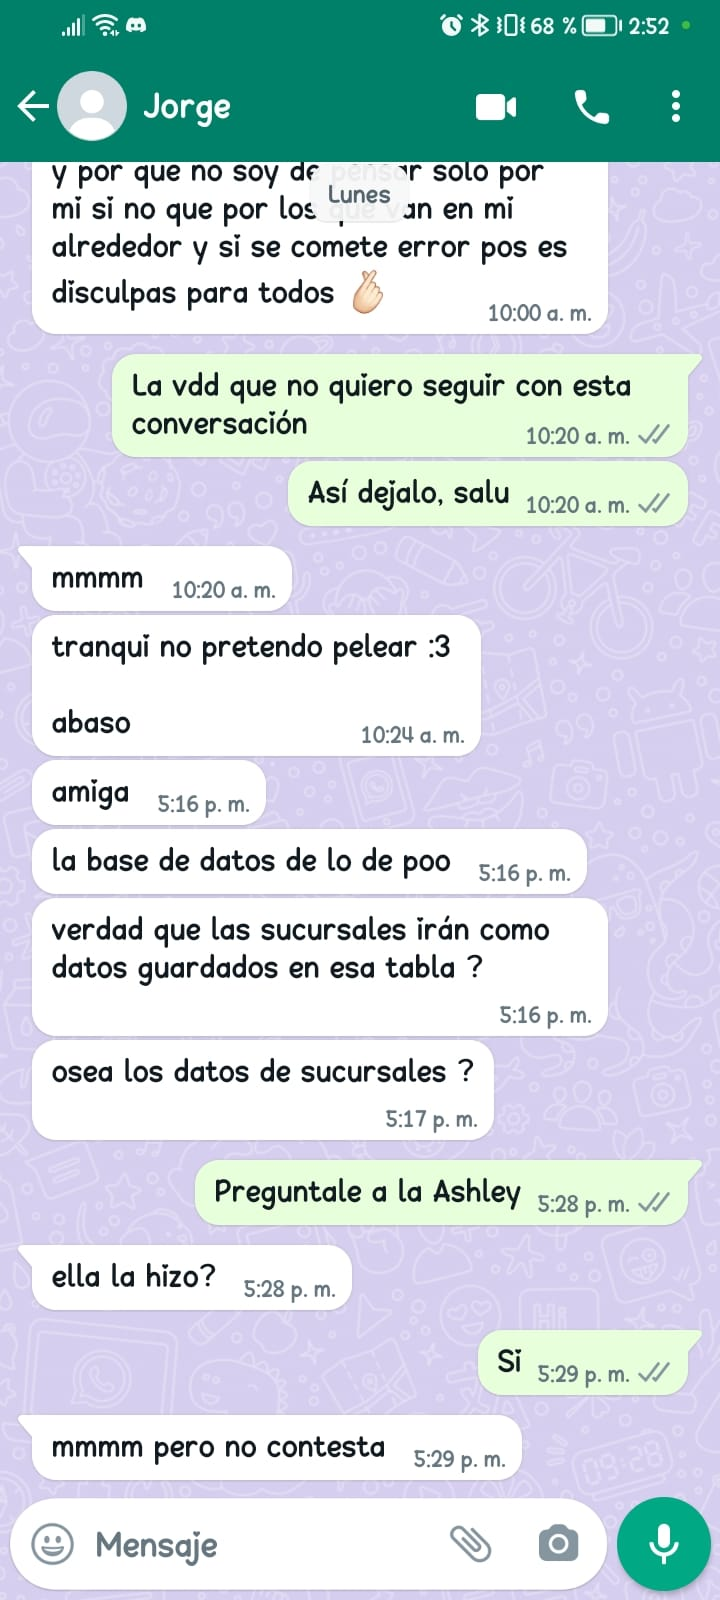 68 % 2:52
Jorge
y por que no soy de pensar solo por
Lunes
mi si no que por los que van en mi
alrededor y si se comete error pos es
disculpas para todos
10:00 a. m.
La vdd que no quiero seguir con esta
conversación
10:20 a. m.
Así dejalo, salu 10:20 a. m.
mmmm 10:20 a. m.
tranqui no pretendo pelear :3
abaso
10:24 a. m.
amiga 5:16 p. m.
la base de datos de lo de poo 5:16 p. m.
verdad que las sucursales irán como
datos guardados en esa tabla ?
5:16 p. m.
osea los datos de sucursales ?
5:17 p. m.
Preguntale a la Ashley 5:28 p. m.
ella la hizo? 5:28 p. m.
Si 5:29 p. m.
mmmm pero no contesta 5:29 p. m.
Mensaje